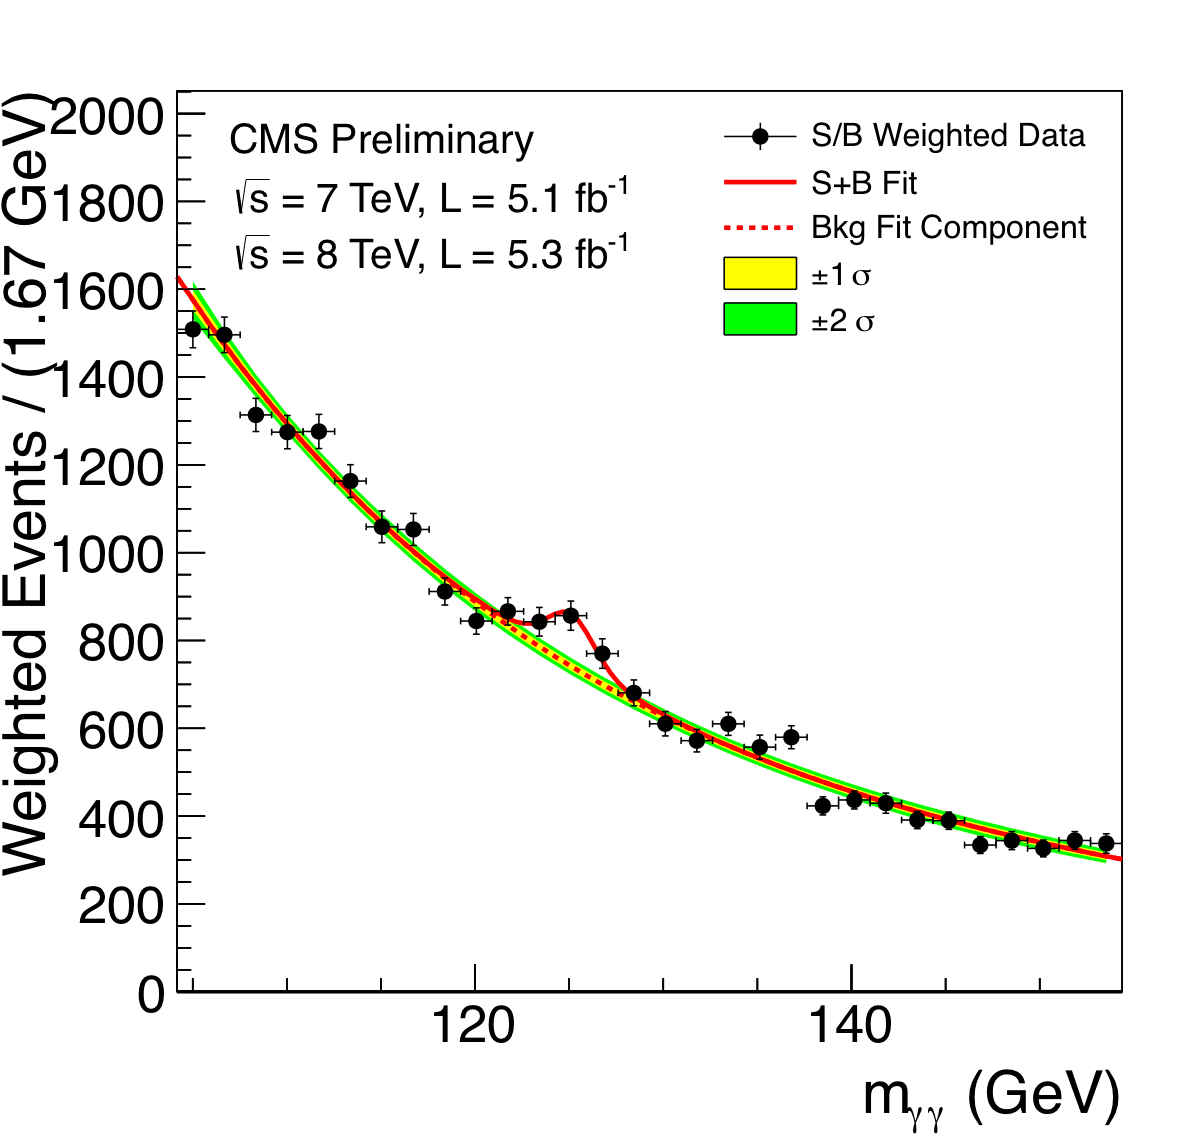 CMS Preliminary
√s = 7 TeV, L = 5.1 fb⁻¹
√s = 8 TeV, L = 5.3 fb⁻¹
S/B Weighted Data
S+B Fit
Bkg Fit Component
±1 σ
±2 σ
Weighted Events / (1.67 GeV)
2000
1800
1600
1400
1200
1000
800
600
400
200
0
120 140
mγγ (GeV)